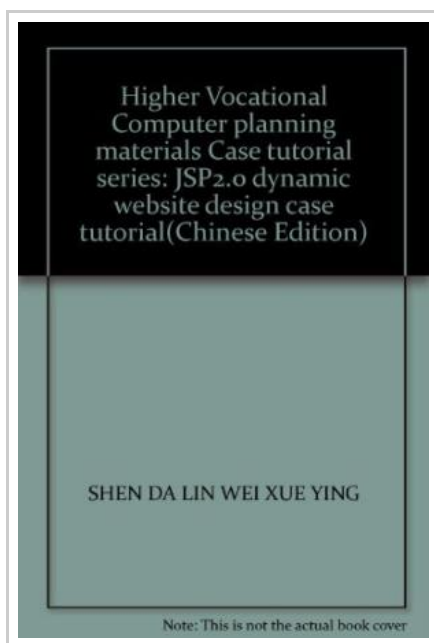 Higher Vocational
Computer planning
materials Case tutorial
series: JSP2.0 dynamic
website design case
tutorial(Chinese Edition)
SHEN DA LIN WEI XUE YING
Note: This is not the actual book cover